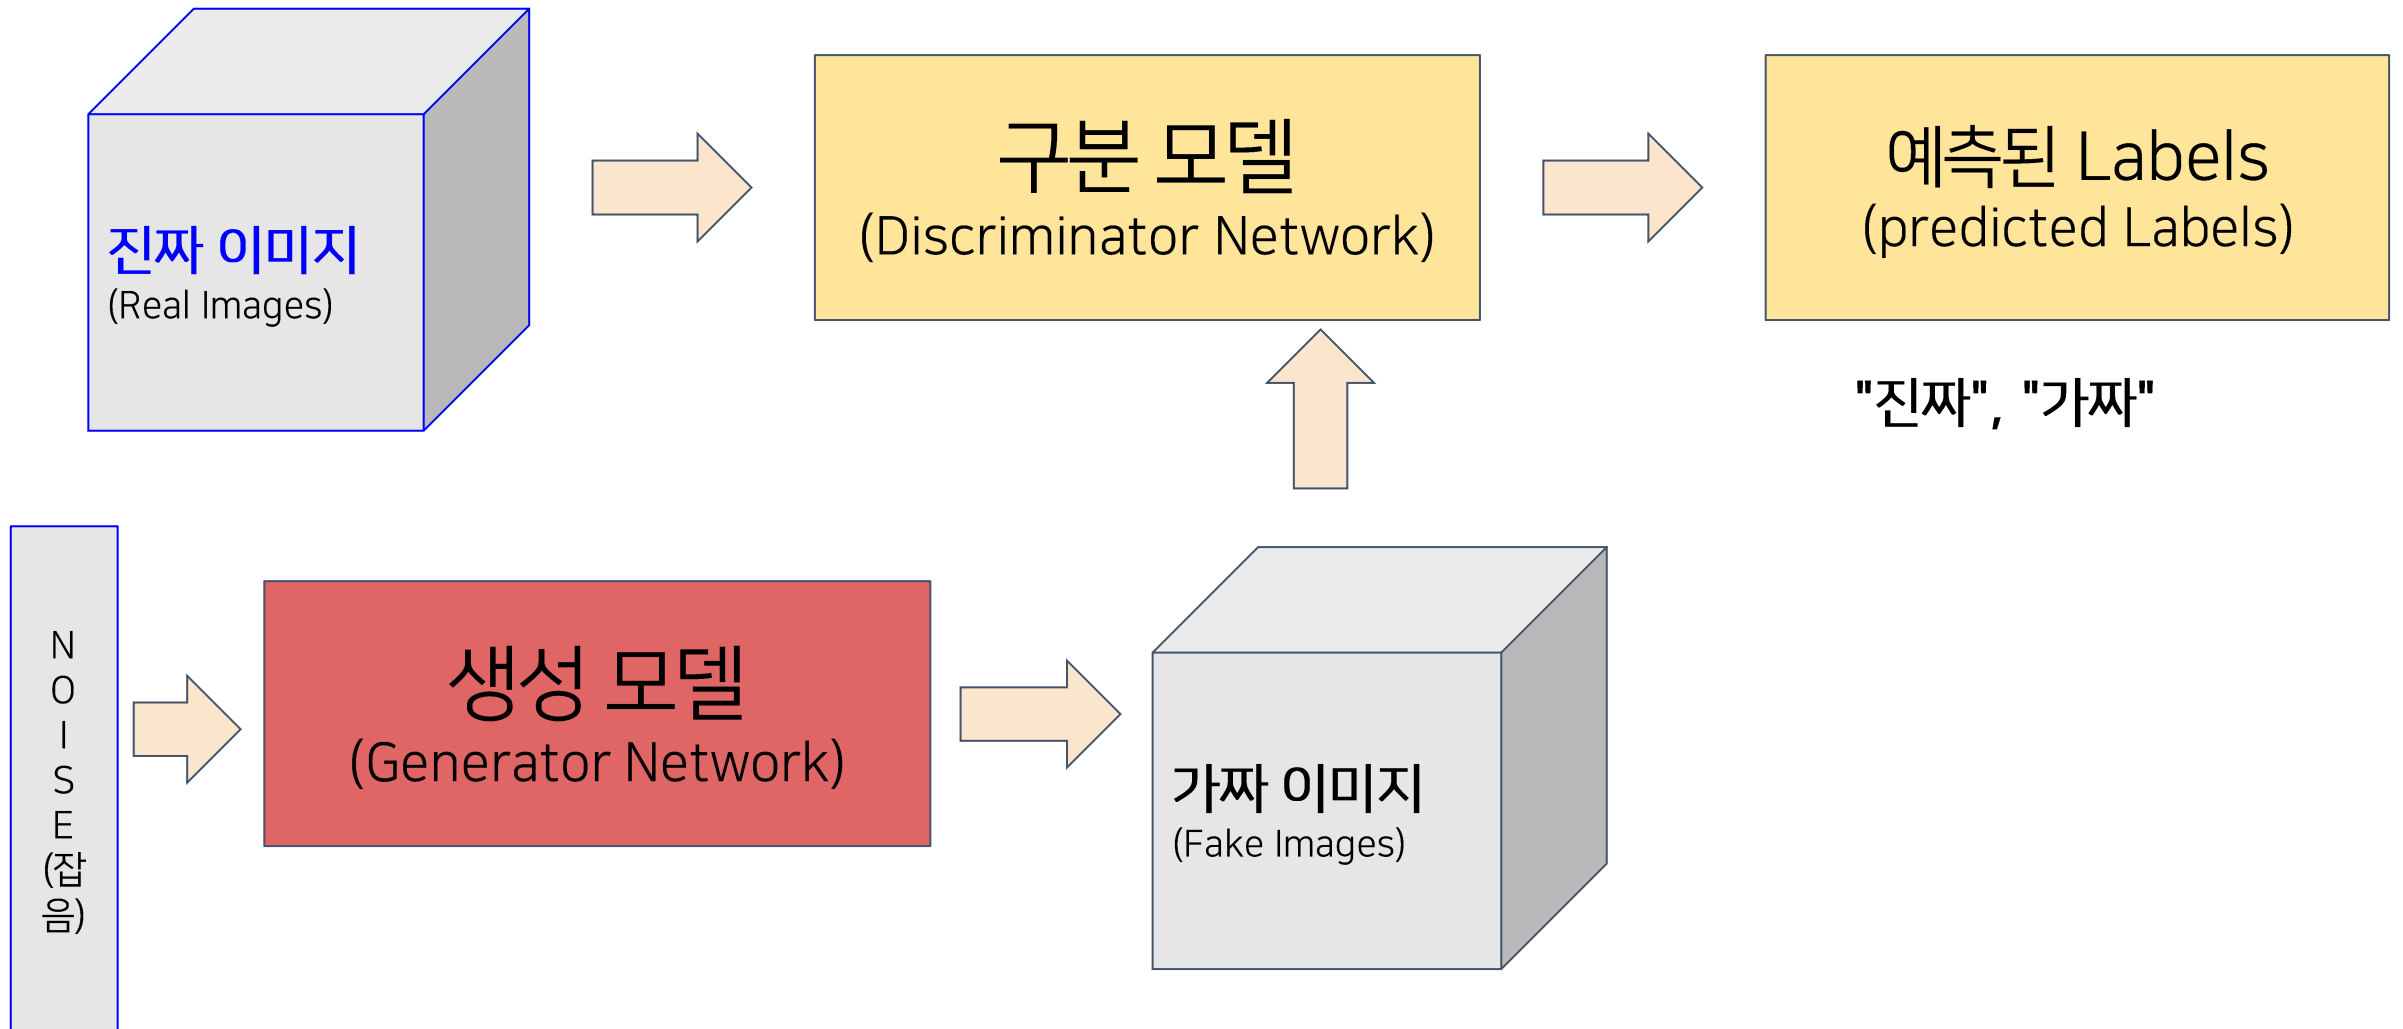 진짜 이미지
(Real Images)
구분 모델
(Discriminator Network)
예측된 Labels
(predicted Labels)
"진짜", "가짜"
N
O
I
S
E
(잡
음)
생성 모델
(Generator Network)
가짜 이미지
(Fake Images)